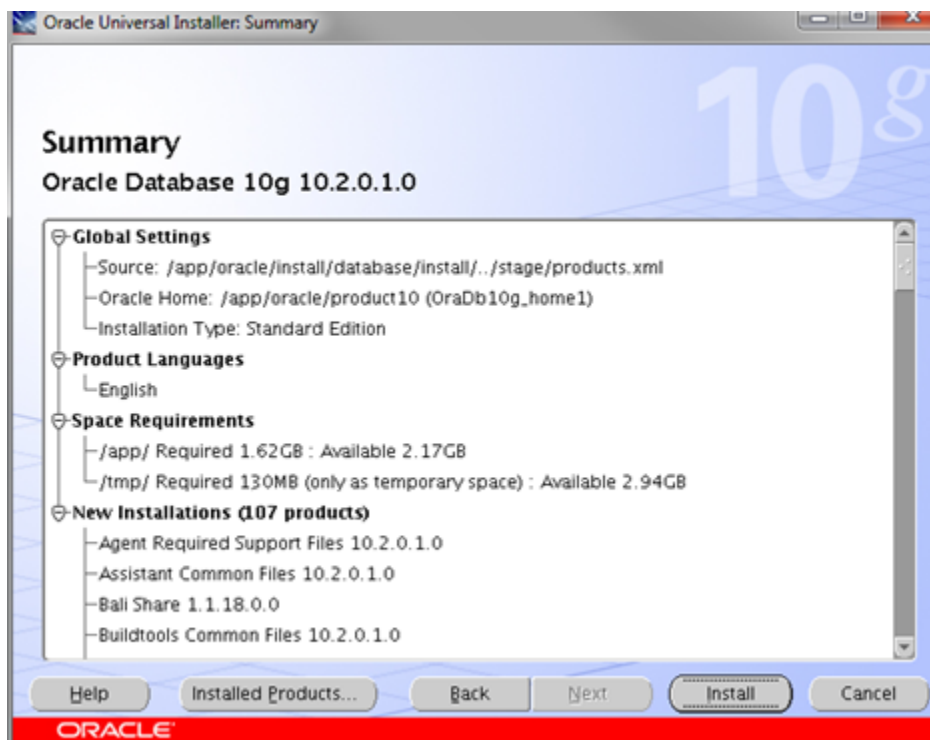 Oracle Universal Installer: Summary
10g
Summary
Oracle Database 10g 10.2.0.1.0
Global Settings
Source: /app/oracle/install/database/install/../stage/products.xml
Oracle Home: /app/oracle/product10 (OraDb10g_home1)
Installation Type: Standard Edition
Product Languages
English
Space Requirements
/app/ Required 1.62GB : Available 2.17GB
/tmp/ Required 130MB (only as temporary space) : Available 2.94GB
New Installations (107 products)
Agent Required Support Files 10.2.0.1.0
Assistant Common Files 10.2.0.1.0
Bali Share 1.1.18.0.0
Buildtools Common Files 10.2.0.1.0
Help Installed Products... Back Next Install Cancel
ORACLE